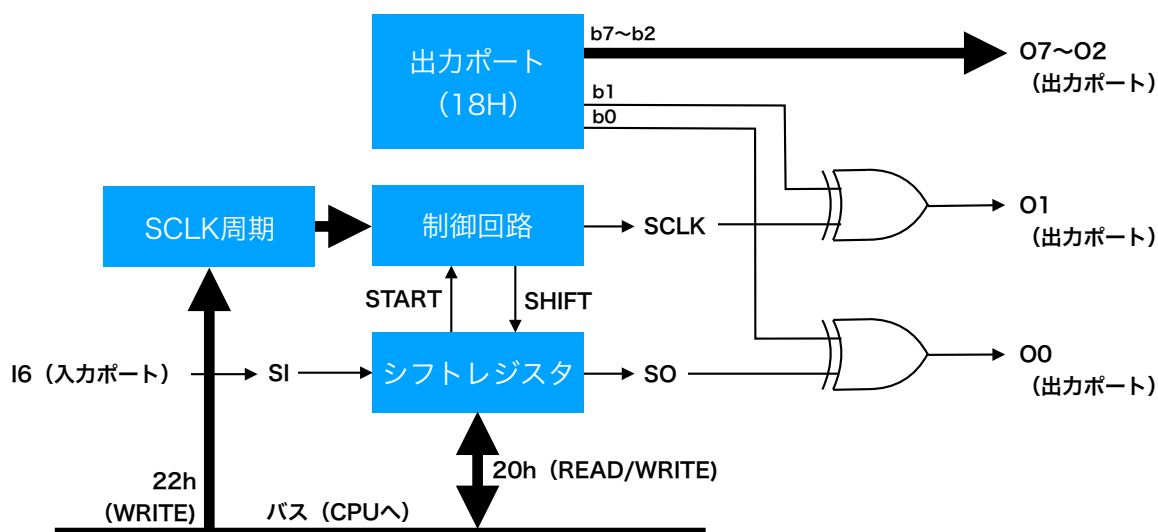 出力ポート
（18H）
b7〜b2
b1
b0
O7〜O2
（出力ポート）
SCLK周期
制御回路
SCLK
O1
（出力ポート）
START
SHIFT
I6（入力ポート）
SI
シフトレジスタ
SO
O0
（出力ポート）
22h
（WRITE)
バス（CPUへ）
20h（READ/WRITE)